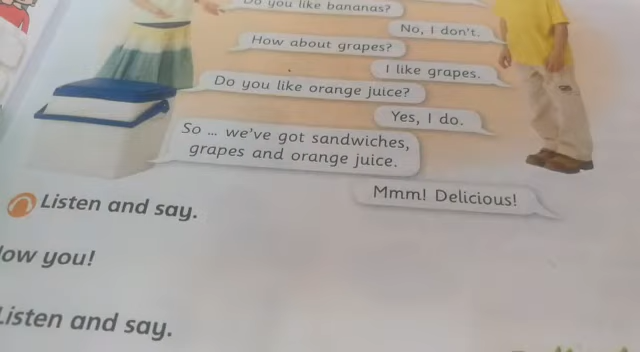 Do you like bananas?
No, I don't.
How about grapes?
I like grapes.
Do you like orange juice?
Yes, I do.
So ... we've got sandwiches,
grapes and orange juice.
Mmm! Delicious!
Listen and say.
ow you!
Listen and say.